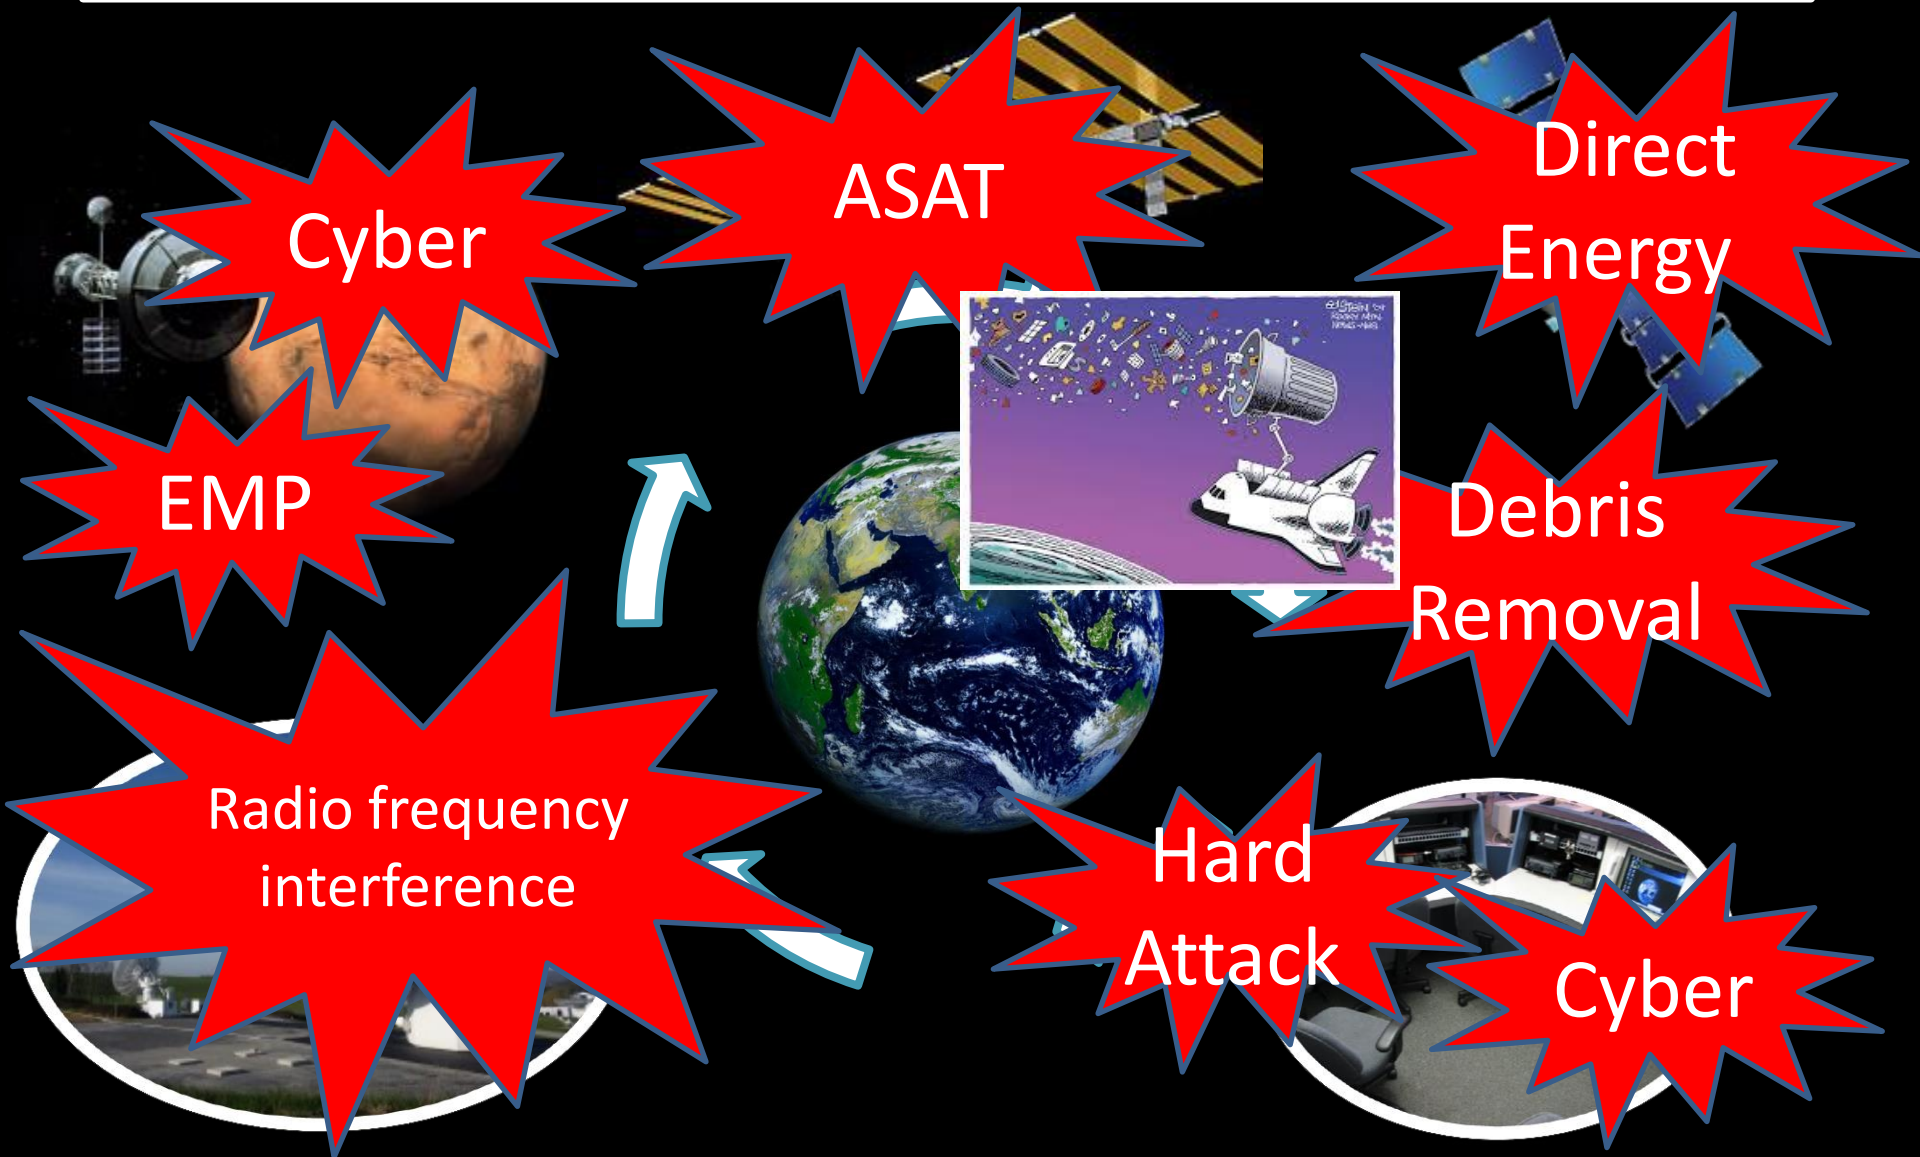 Cyber
ASAT
Direct
Energy
EMP
Debris
Removal
Radio frequency
interference
Hard
Attack
Cyber